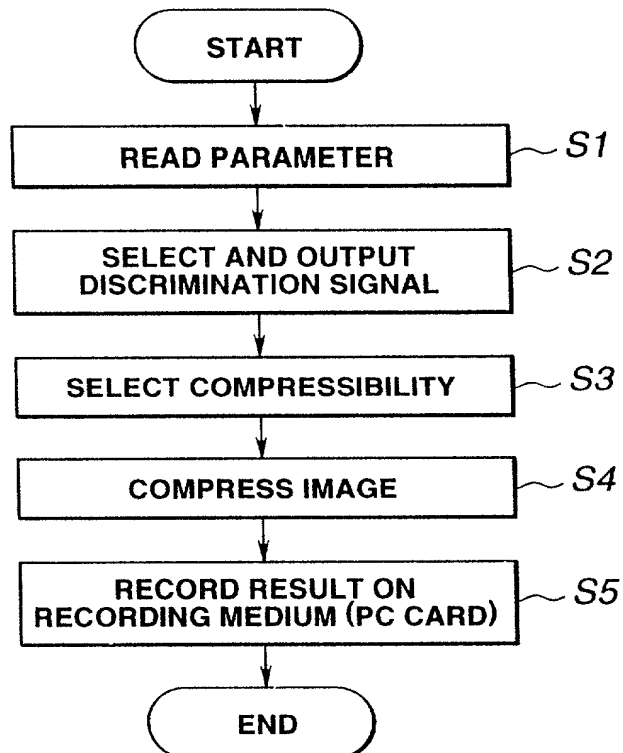 START
READ PARAMETER
S1
SELECT AND OUTPUT
DISCRIMINATION SIGNAL
S2
SELECT COMPRESSIBILITY
S3
COMPRESS IMAGE
S4
RECORD RESULT ON
RECORDING MEDIUM (PC CARD)
S5
END